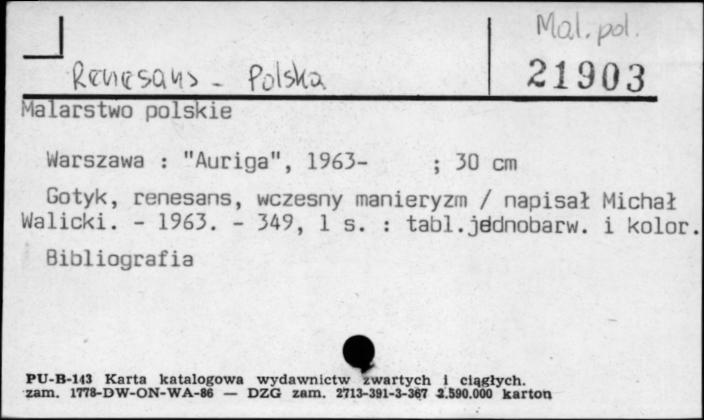 Mal. pol.
Renesans - Polska
21903
Malarstwo polskie
Warszawa : "Auriga", 1963-     ; 30 cm
Gotyk, renesans, wczesny manieryzm / napisał Michał
Walicki. - 1963. - 349, 1 s. : tabl.jednobarw. i kolor.
Bibliografia
PU-B-143 Karta katalogowa wydawnictw zwartych i ciągłych.
zam. 1778-DW-ON-WA-86 — DZG zam. 2713-391-3-367 2.590.000 karton